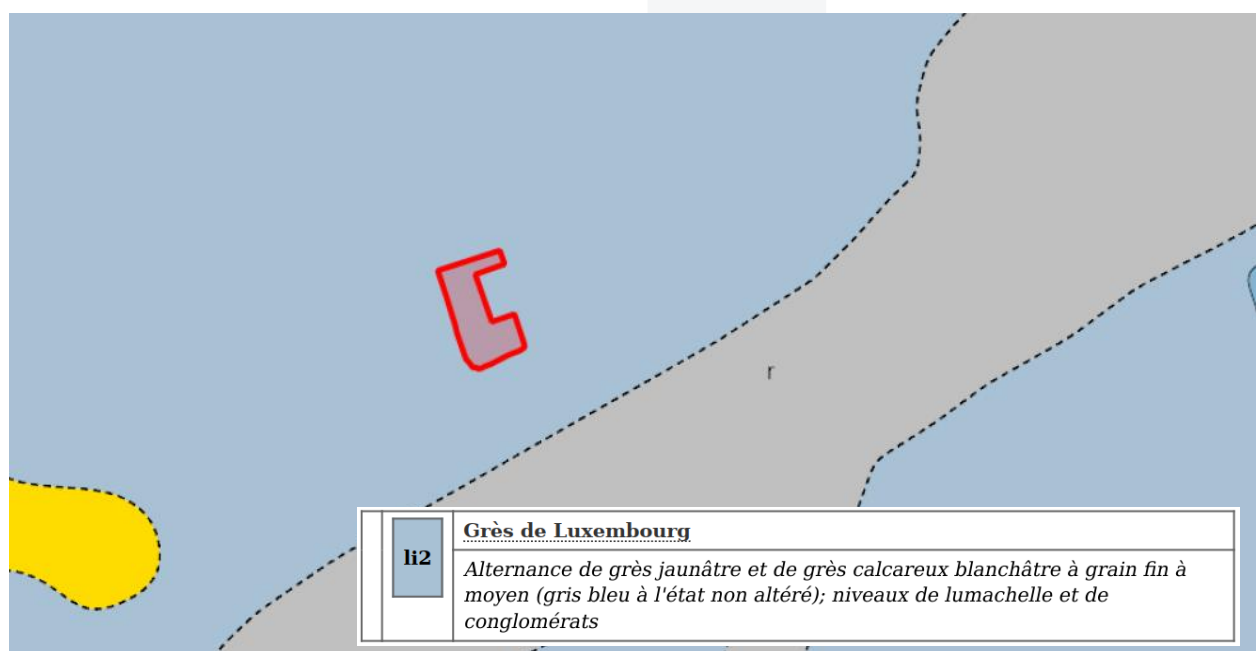 r
li2
Grès de Luxembourg
Alternance de grès jaunâtre et de grès calcareux blanchâtre à grain fin à
moyen (gris bleu à l'état non altéré); niveaux de lumachelle et de
conglomérats